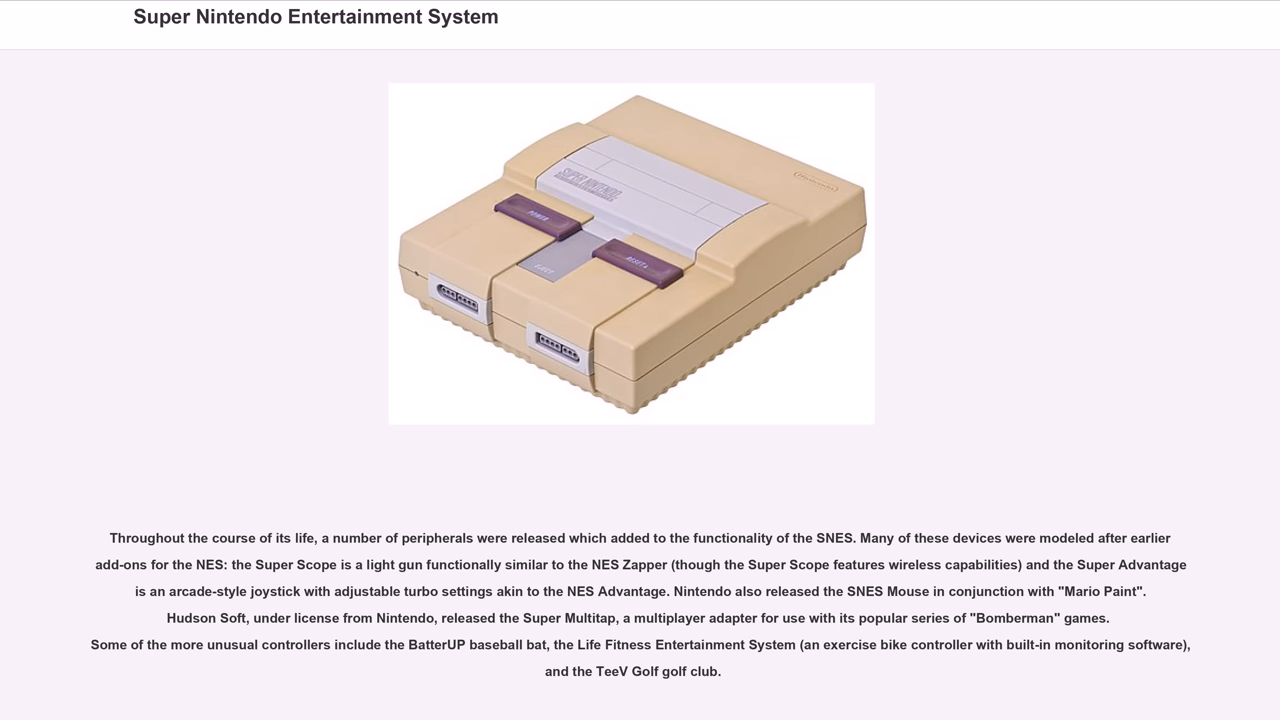 Super Nintendo Entertainment System
SUPER NINTENDO
Nintendo
POWER
RESET
EJECT
Throughout the course of its life, a number of peripherals were released which added to the functionality of the SNES. Many of these devices were modeled after earlier
add-ons for the NES: the Super Scope is a light gun functionally similar to the NES Zapper (though the Super Scope features wireless capabilities) and the Super Advantage
is an arcade-style joystick with adjustable turbo settings akin to the NES Advantage. Nintendo also released the SNES Mouse in conjunction with "Mario Paint".
Hudson Soft, under license from Nintendo, released the Super Multitap, a multiplayer adapter for use with its popular series of "Bomberman" games.
Some of the more unusual controllers include the BatterUP baseball bat, the Life Fitness Entertainment System (an exercise bike controller with built-in monitoring software),
and the TeeV Golf golf club.